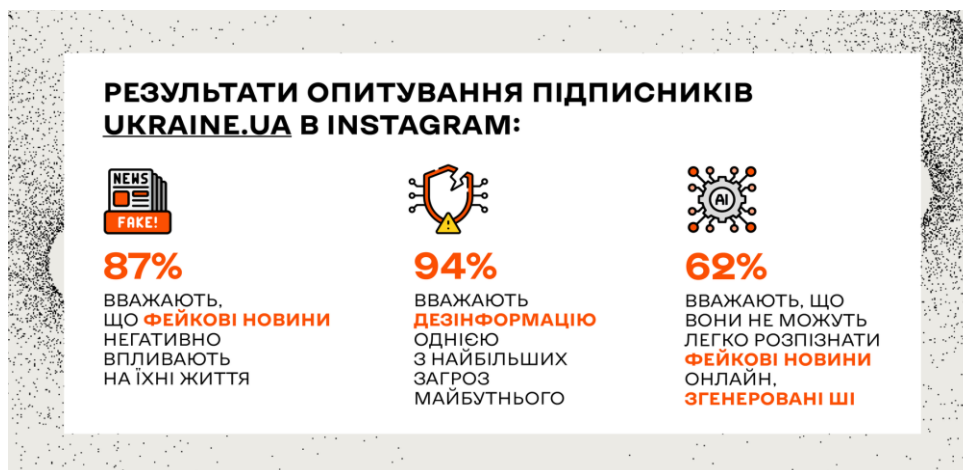 РЕЗУЛЬТАТИ ОПИТУВАННЯ ПІДПИСНИКІВ
UKRAINE.UA В INSTAGRAM:
NEWS
FAKE!
87%
ВВАЖАЮТЬ,
ЩО ФЕЙКОВІ НОВИНИ
НЕГАТИВНО
ВПЛИВАЮТЬ
НА ЇХНІ ЖИТТЯ
94%
ВВАЖАЮТЬ
ДЕЗІНФОРМАЦІЮ
ОДНІЄЮ
З НАЙБІЛЬШИХ
ЗАГРОЗ
МАЙБУТНЬОГО
AI
62%
ВВАЖАЮТЬ, ЩО
ВОНИ НЕ МОЖУТЬ
ЛЕГКО РОЗПІЗНАТИ
ФЕЙКОВІ НОВИНИ
ОНЛАЙН,
ЗГЕНЕРОВАНІ ШІ